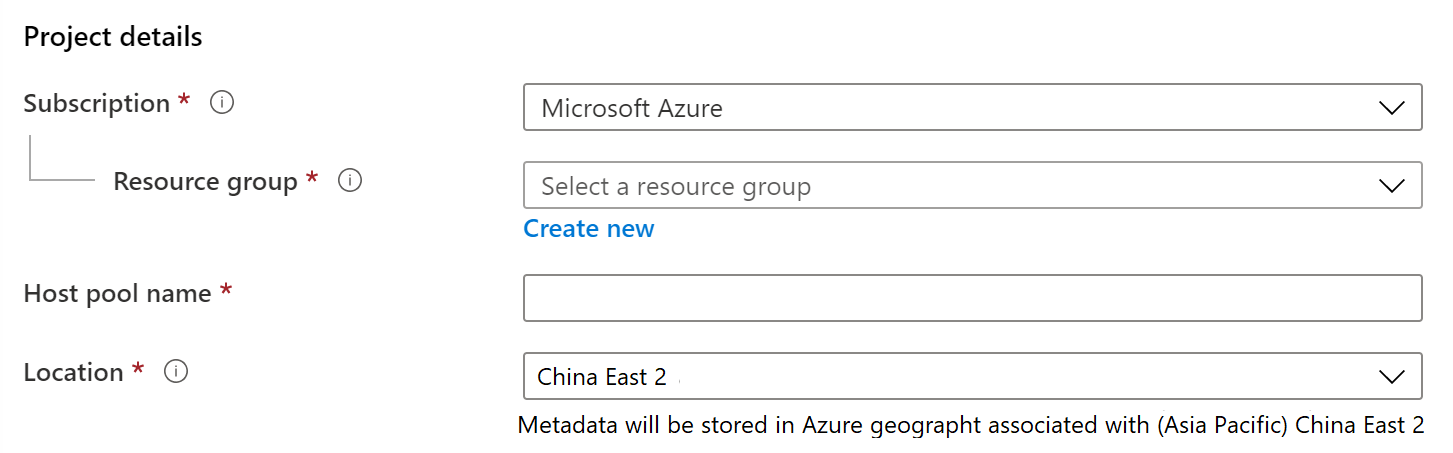 Project details
Subscription *
Microsoft Azure
Resource group *
Select a resource group
Create new
Host pool name *
Location *
China East 2
Metadata will be stored in Azure geographt associated with (Asia Pacific) China East 2